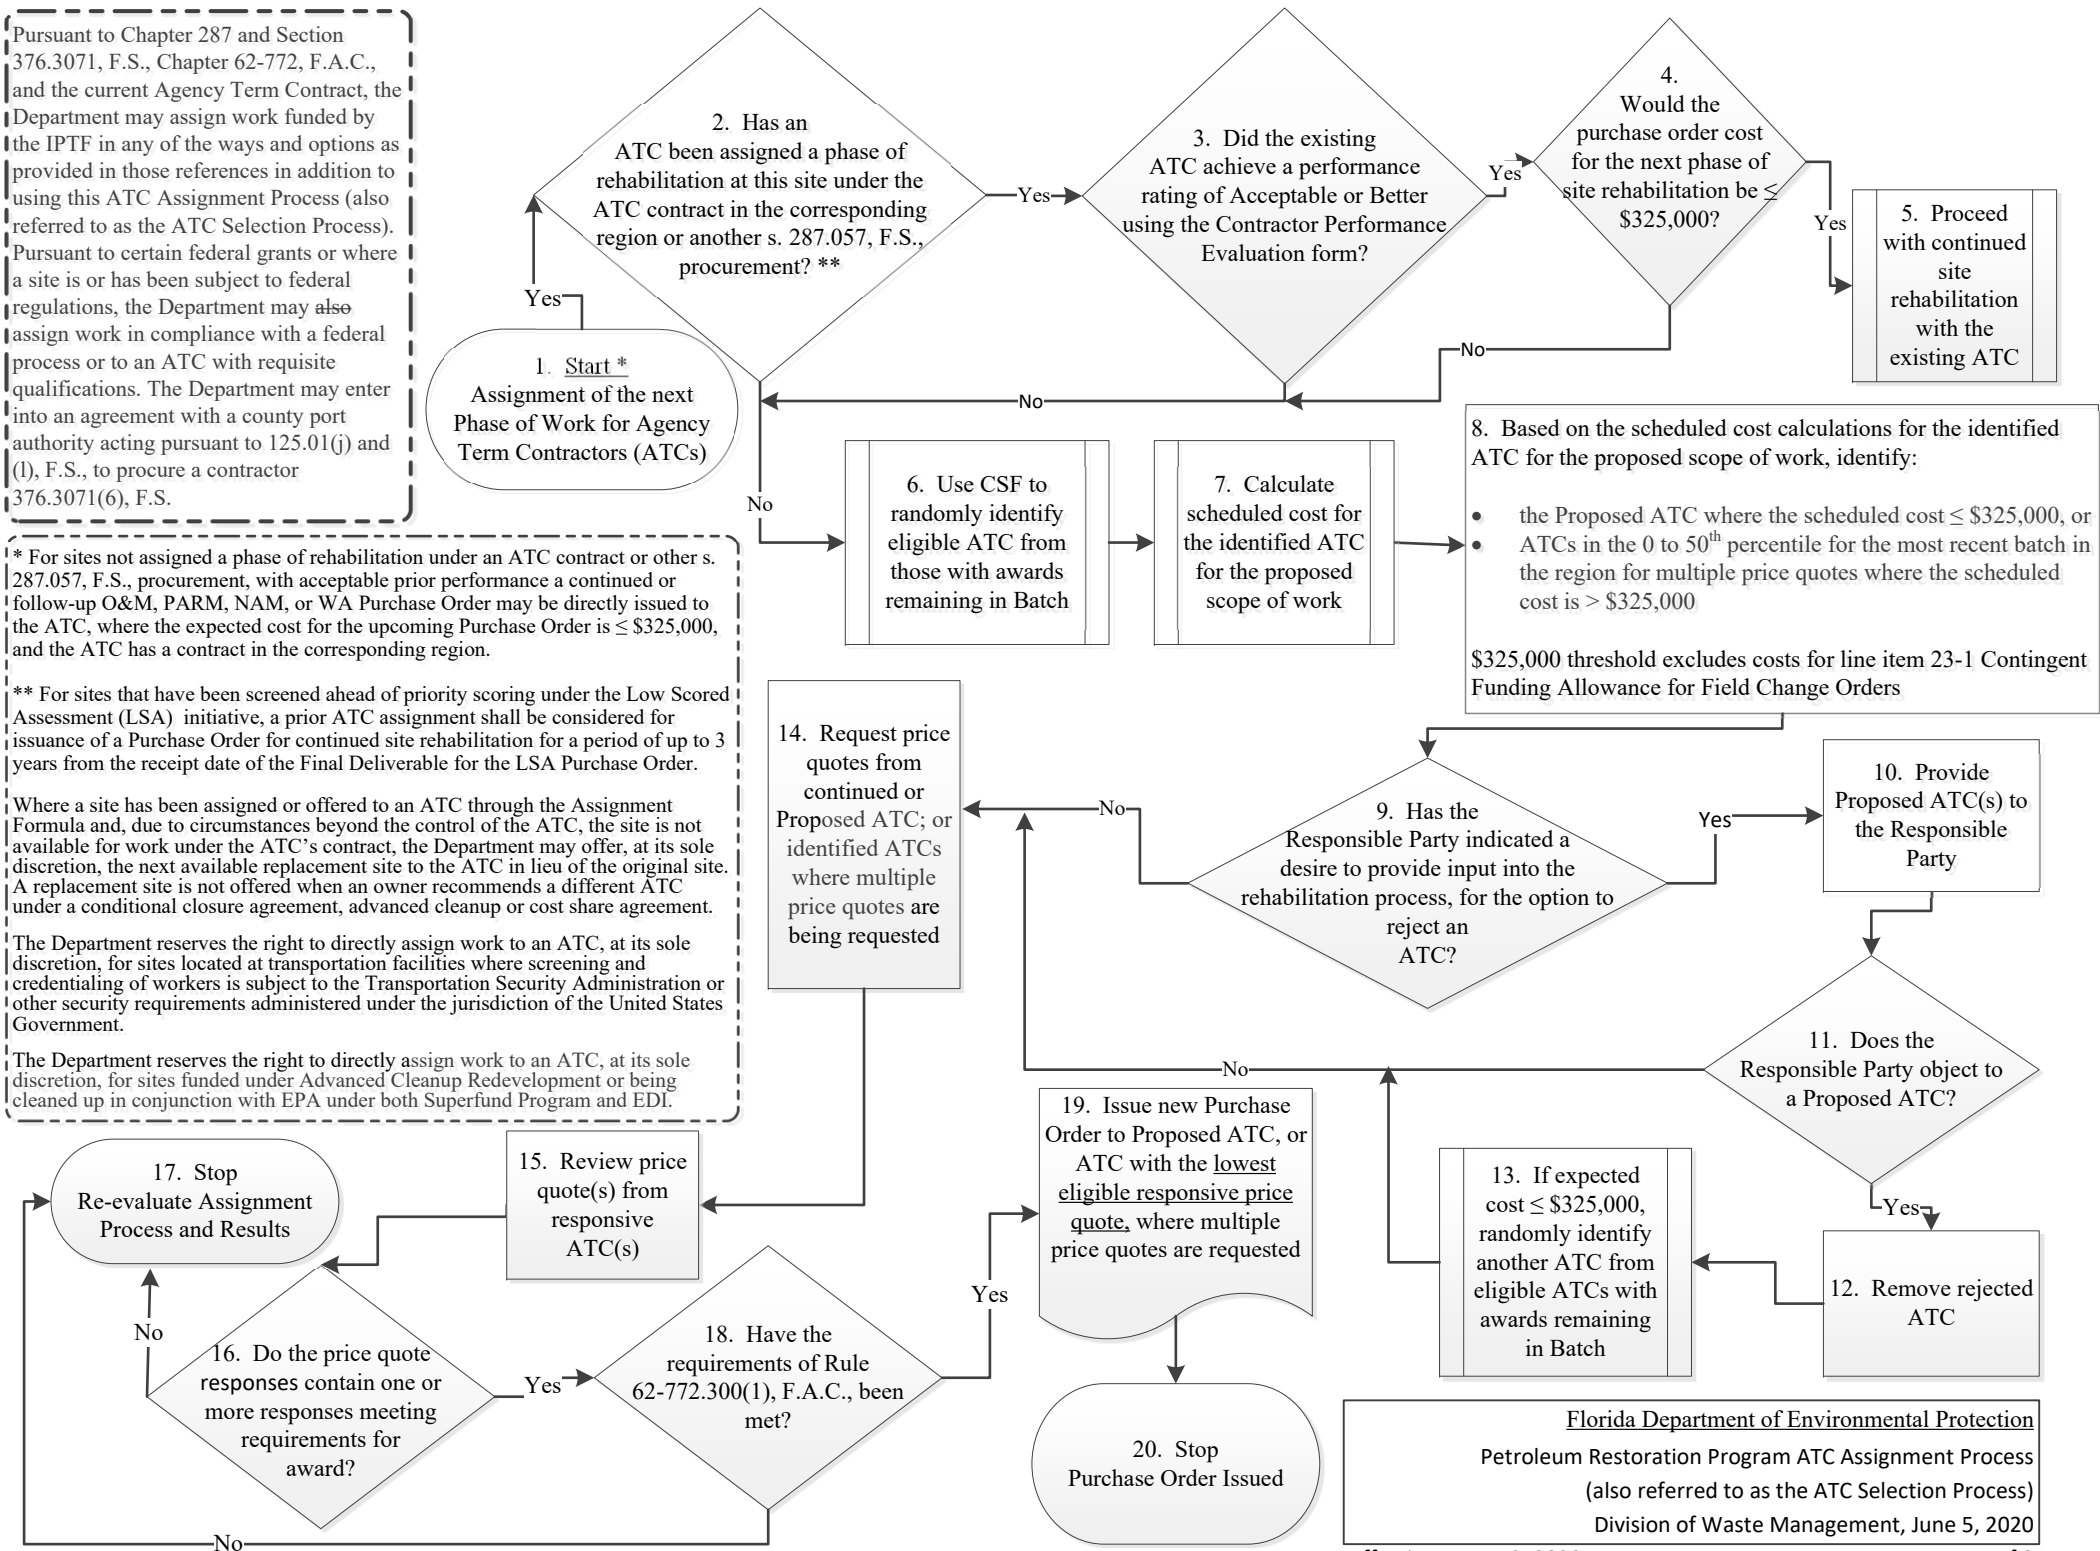 Pursuant to Chapter 287 and Section
376.3071, F.S., Chapter 62-772, F.A.C.,
and the current Agency Term Contract, the
Department may assign work funded by
the IPTF in any of the ways and options as
provided in those references in addition to
using this ATC Assignment Process (also
referred to as the ATC Selection Process).
Pursuant to certain federal grants or where
a site is or has been subject to federal
regulations, the Department may also
assign work in compliance with a federal
process or to an ATC with requisite
qualifications. The Department may enter
into an agreement with a county port
authority acting pursuant to 125.01(j) and
(l), F.S., to procure a contractor
376.3071(6), F.S.
* For sites not assigned a phase of rehabilitation under an ATC contract or other s.
287.057, F.S., procurement, with acceptable prior performance a continued or
follow-up O&M, PARM, NAM, or WA Purchase Order may be directly issued to
the ATC, where the expected cost for the upcoming Purchase Order is ≤ $325,000,
and the ATC has a contract in the corresponding region.
** For sites that have been screened ahead of priority scoring under the Low Scored
Assessment (LSA) initiative, a prior ATC assignment shall be considered for
issuance of a Purchase Order for continued site rehabilitation for a period of up to 3
years from the receipt date of the Final Deliverable for the LSA Purchase Order.
Where a site has been assigned or offered to an ATC through the Assignment
Formula and, due to circumstances beyond the control of the ATC, the site is not
available for work under the ATC's contract, the Department may offer, at its sole
discretion, the next available replacement site to the ATC in lieu of the original site.
A replacement site is not offered when an owner recommends a different ATC
under a conditional closure agreement, advanced cleanup or cost share agreement.
The Department reserves the right to directly assign work to an ATC, at its sole
discretion, for sites located at transportation facilities where screening and
credentialing of workers is subject to the Transportation Security Administration or
other security requirements administered under the jurisdiction of the United States
Government.
The Department reserves the right to directly assign work to an ATC, at its sole
discretion, for sites funded under Advanced Cleanup Redevelopment or being
cleaned up in conjunction with EPA under both Superfund Program and EDI.
1. Start *
Assignment of the next
Phase of Work for Agency
Term Contractors (ATCs)
Yes
2. Has an
ATC been assigned a phase of
rehabilitation at this site under the
ATC contract in the corresponding
region or another s. 287.057, F.S.,
procurement? **
Yes
3. Did the existing
ATC achieve a performance
rating of Acceptable or Better
using the Contractor Performance
Evaluation form?
Yes
4.
Would the
purchase order cost
for the next phase of
site rehabilitation be ≤
$325,000?
Yes
5. Proceed
with continued
site
rehabilitation
with the
existing ATC
No
No
No
6. Use CSF to
randomly identify
eligible ATC from
those with awards
remaining in Batch
7. Calculate
scheduled cost for
the identified ATC
for the proposed
scope of work
8. Based on the scheduled cost calculations for the identified
ATC for the proposed scope of work, identify:
• the Proposed ATC where the scheduled cost ≤ $325,000, or
• ATCs in the 0 to 50th percentile for the most recent batch in
the region for multiple price quotes where the scheduled
cost is > $325,000
$325,000 threshold excludes costs for line item 23-1 Contingent
Funding Allowance for Field Change Orders
9. Has the
Responsible Party indicated a
desire to provide input into the
rehabilitation process, for the option to
reject an
ATC?
Yes
No
10. Provide
Proposed ATC(s) to
the Responsible
Party
11. Does the
Responsible Party object to
a Proposed ATC?
No
Yes
12. Remove rejected
ATC
13. If expected
cost ≤ $325,000,
randomly identify
another ATC from
eligible ATCs with
awards remaining
in Batch
14. Request price
quotes from
continued or
Proposed ATC; or
identified ATCs
where multiple
price quotes are
being requested
15. Review price
quote(s) from
responsive
ATC(s)
16. Do the price quote
responses contain one or
more responses meeting
requirements for
award?
No
Yes
17. Stop
Re-evaluate Assignment
Process and Results
18. Have the
requirements of Rule
62-772.300(1), F.A.C., been
met?
No
Yes
19. Issue new Purchase
Order to Proposed ATC, or
ATC with the lowest
eligible responsive price
quote, where multiple
price quotes are requested
20. Stop
Purchase Order Issued
Florida Department of Environmental Protection
Petroleum Restoration Program ATC Assignment Process
(also referred to as the ATC Selection Process)
Division of Waste Management, June 5, 2020